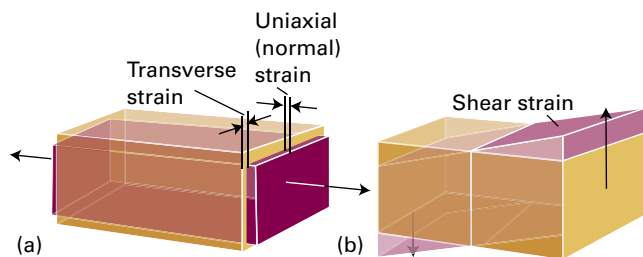 Uniaxial
(normal)
strain
Transverse
strain
Shear strain
(a)
(b)